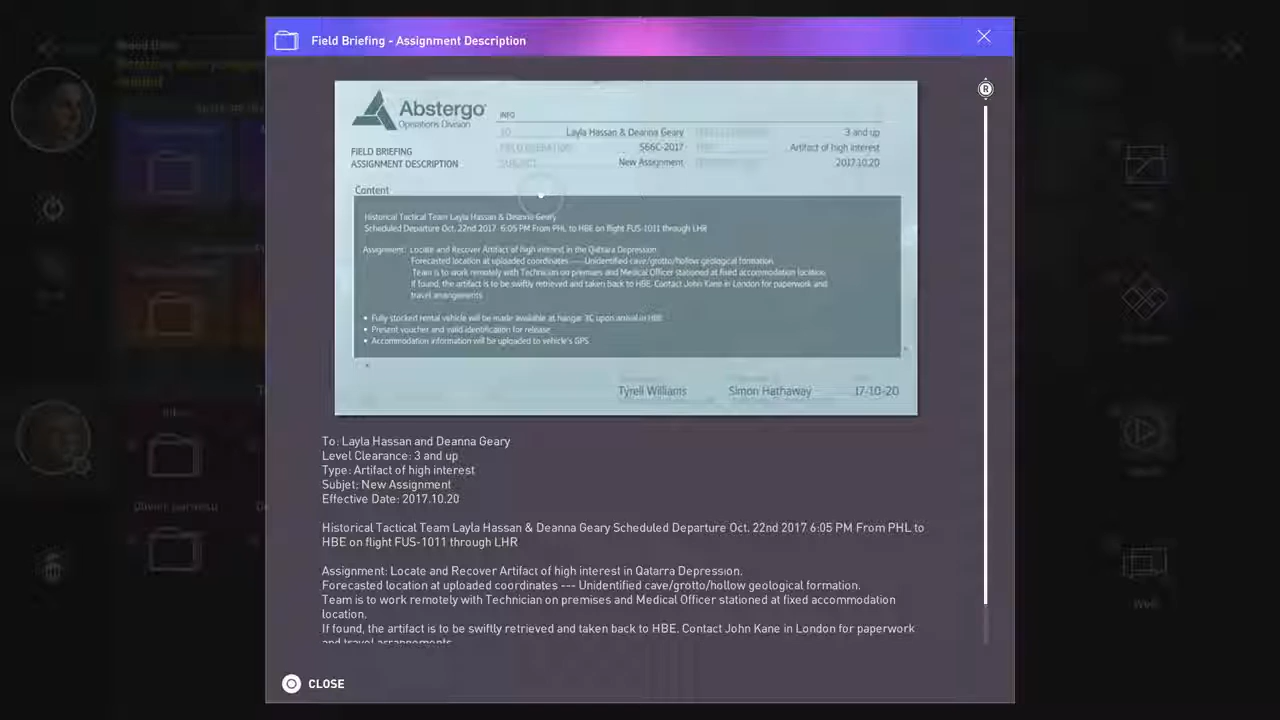 Field Briefing - Assignment Description
Abstergo
Operations Division
INFO
TO Layla Hassan & Deanna Geary 3 and up
FIELD OPERATION S66C-2017 Artifact of high interest
SUBJECT New Assignment 2017.10.20
FIELD BRIEFING
ASSIGNMENT DESCRIPTION
Content
Historical Tactical Team Layla Hassan & Deanna Geary
Scheduled Departure Oct. 22nd 2017 6:05 PM From PHL to HBE on flight FUS-1011 through LHR
Assignment: Locate and Recover Artifact of high interest in the Qattara Depression
Forecasted location at uploaded coordinates --- Unidentified cave/grotto/hollow geological formation.
Team is to work remotely with Technician on premises and Medical Officer stationed at fixed accommodation location.
If found, the artifact is to be swiftly retrieved and taken back to HBE. Contact John Kane in London for paperwork and
travel arrangements
• Fully stocked rental vehicle will be made available at hangar 3C upon arrival in HBE
• Present voucher and valid identification for release
• Accommodation information will be uploaded to vehicle's GPS
Tyrell Williams Simon Hathaway 17-10-20
To: Layla Hassan and Deanna Geary
Level Clearance: 3 and up
Type: Artifact of high interest
Subjet: New Assignment
Effective Date: 2017.10.20
Historical Tactical Team Layla Hassan & Deanna Geary Scheduled Departure Oct. 22nd 2017 6:05 PM From PHL to
HBE on flight FUS-1011 through LHR
Assignment: Locate and Recover Artifact of high interest in Qatarra Depression.
Forecasted location at uploaded coordinates --- Unidentified cave/grotto/hollow geological formation.
Team is to work remotely with Technician on premises and Medical Officer stationed at fixed accommodation
location.
If found, the artifact is to be swiftly retrieved and taken back to HBE. Contact John Kane in London for paperwork
and travel arrangements
R
CLOSE